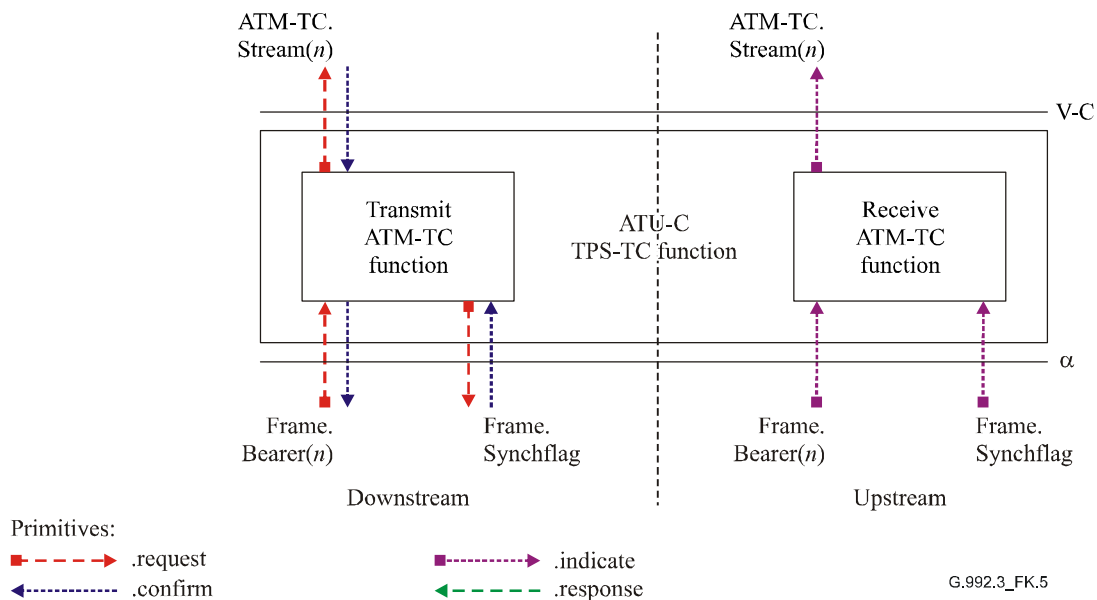 ATM-TC.
Stream(n)
ATM-TC.
Stream(n)
V-C
Transmit
ATM-TC
function
ATU-C
TPS-TC function
Receive
ATM-TC
function
α
Frame.
Bearer(n)
Frame.
Synchflag
Frame.
Bearer(n)
Frame.
Synchflag
Downstream
Upstream
Primitives:
.request
.indicate
.confirm
.response
G.992.3_FK.5